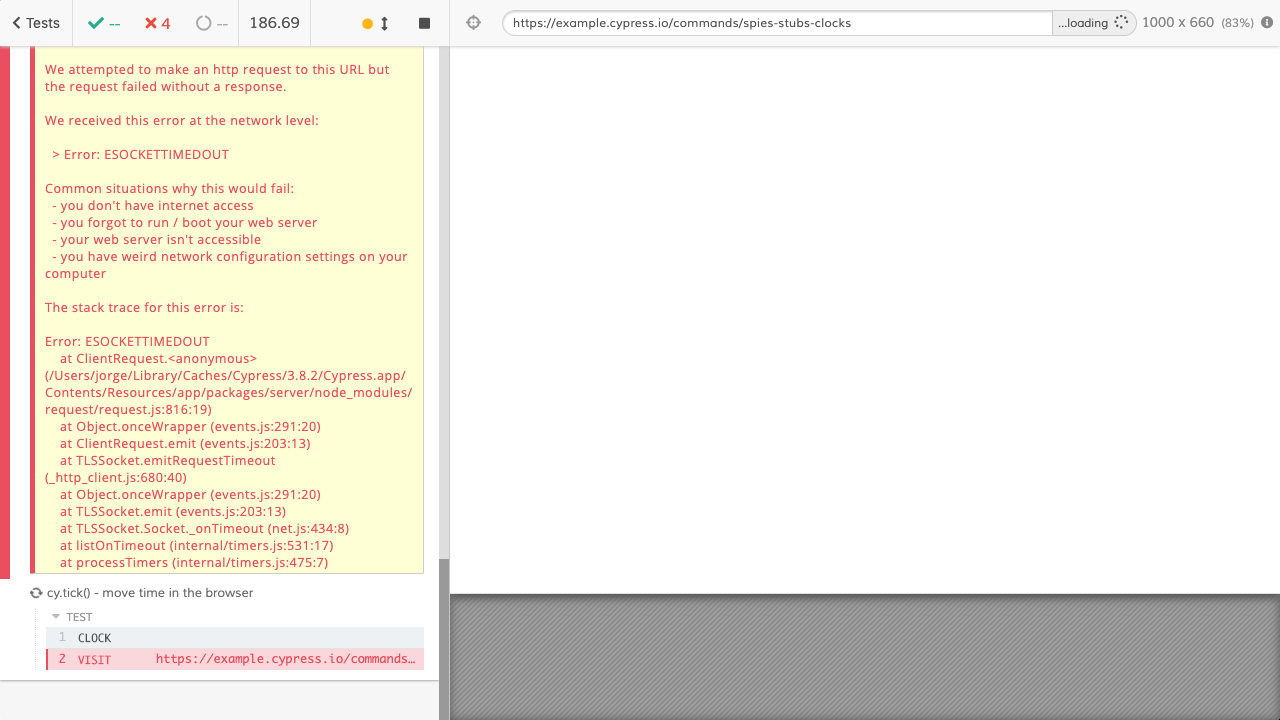 Tests -- 4 -- 186.69 https://example.cypress.io/commands/spies-stubs-clocks ...loading 1000 x 660 (83%)
We attempted to make an http request to this URL but
the request failed without a response.
We received this error at the network level:
> Error: ESOCKETTIMEDOUT
Common situations why this would fail:
- you don't have internet access
- you forgot to run / boot your web server
- your web server isn't accessible
- you have weird network configuration settings on your
computer
The stack trace for this error is:
Error: ESOCKETTIMEDOUT
at ClientRequest.<anonymous>
(/Users/jorge/Library/Caches/Cypress/3.8.2/Cypress.app/
Contents/Resources/app/packages/server/node_modules/
request/request.js:816:19)
at Object.onceWrapper (events.js:291:20)
at ClientRequest.emit (events.js:203:13)
at TLSSocket.emitRequestTimeout
(_http_client.js:680:40)
at Object.onceWrapper (events.js:291:20)
at TLSSocket.emit (events.js:203:13)
at TLSSocket.Socket._onTimeout (net.js:434:8)
at listOnTimeout (internal/timers.js:531:17)
at processTimers (internal/timers.js:475:7)
cy.tick() - move time in the browser
TEST
1 CLOCK
2 VISIT https://example.cypress.io/commands…